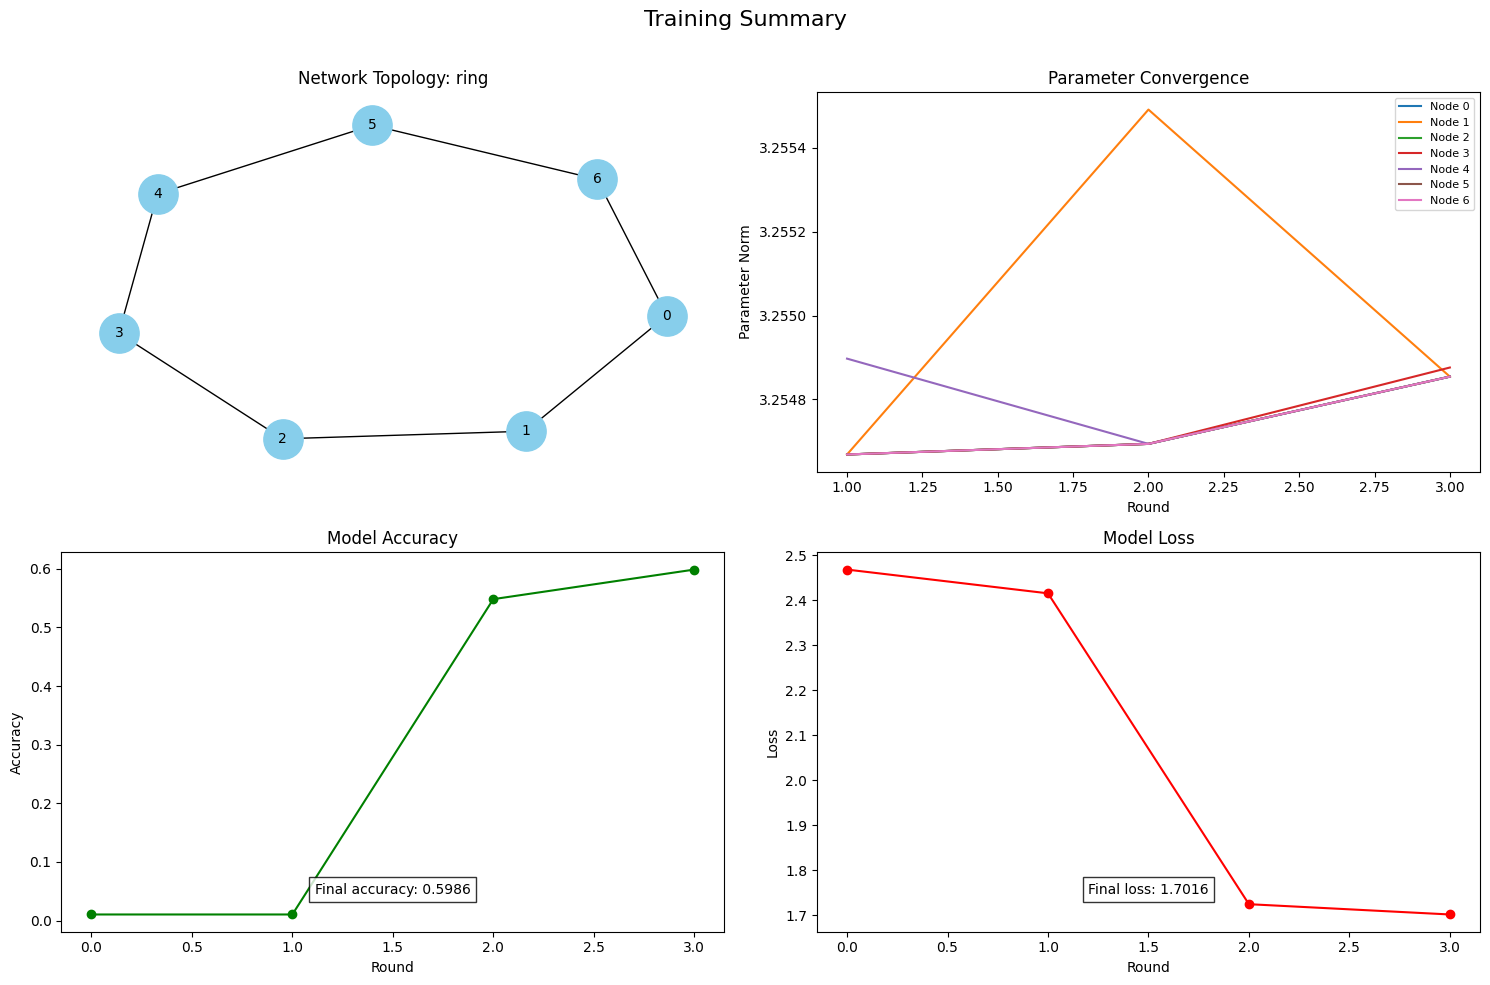 Training Summary
Network Topology: ring
5
6
4
0
3
1
2
Parameter Convergence
Parameter Norm
3.2554
3.2552
3.2550
3.2548
Node 0
Node 1
Node 2
Node 3
Node 4
Node 5
Node 6
1.00 1.25 1.50 1.75 2.00 2.25 2.50 2.75 3.00
Round
Model Accuracy
Accuracy
0.6
0.5
0.4
0.3
0.2
0.1
0.0
Final accuracy: 0.5986
0.0 0.5 1.0 1.5 2.0 2.5 3.0
Round
Model Loss
Loss
2.5
2.4
2.3
2.2
2.1
2.0
1.9
1.8
1.7
Final loss: 1.7016
0.0 0.5 1.0 1.5 2.0 2.5 3.0
Round